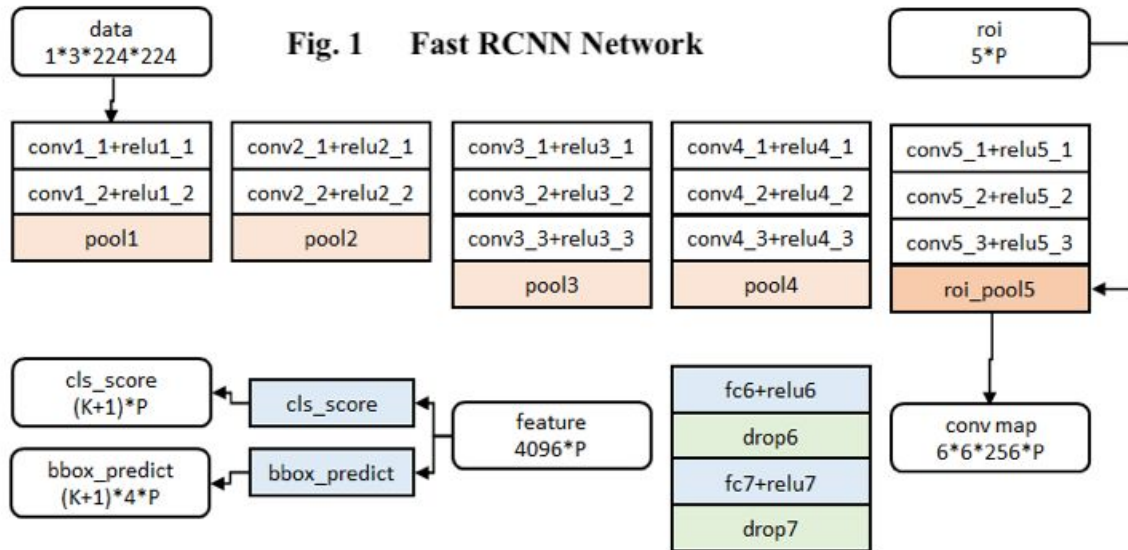 data
1*3*224*224
Fig. 1 Fast RCNN Network
roi
5*P
conv1_1+relu1_1
conv1_2+relu1_2
pool1
conv2_1+relu2_1
conv2_2+relu2_2
pool2
conv3_1+relu3_1
conv3_2+relu3_2
conv3_3+relu3_3
pool3
conv4_1+relu4_1
conv4_2+relu4_2
conv4_3+relu4_3
pool4
conv5_1+relu5_1
conv5_2+relu5_2
conv5_3+relu5_3
roi_pool5
cls_score
(K+1)*P
bbox_predict
(K+1)*4*P
cls_score
bbox_predict
feature
4096*P
fc6+relu6
drop6
fc7+relu7
drop7
conv map
6*6*256*P